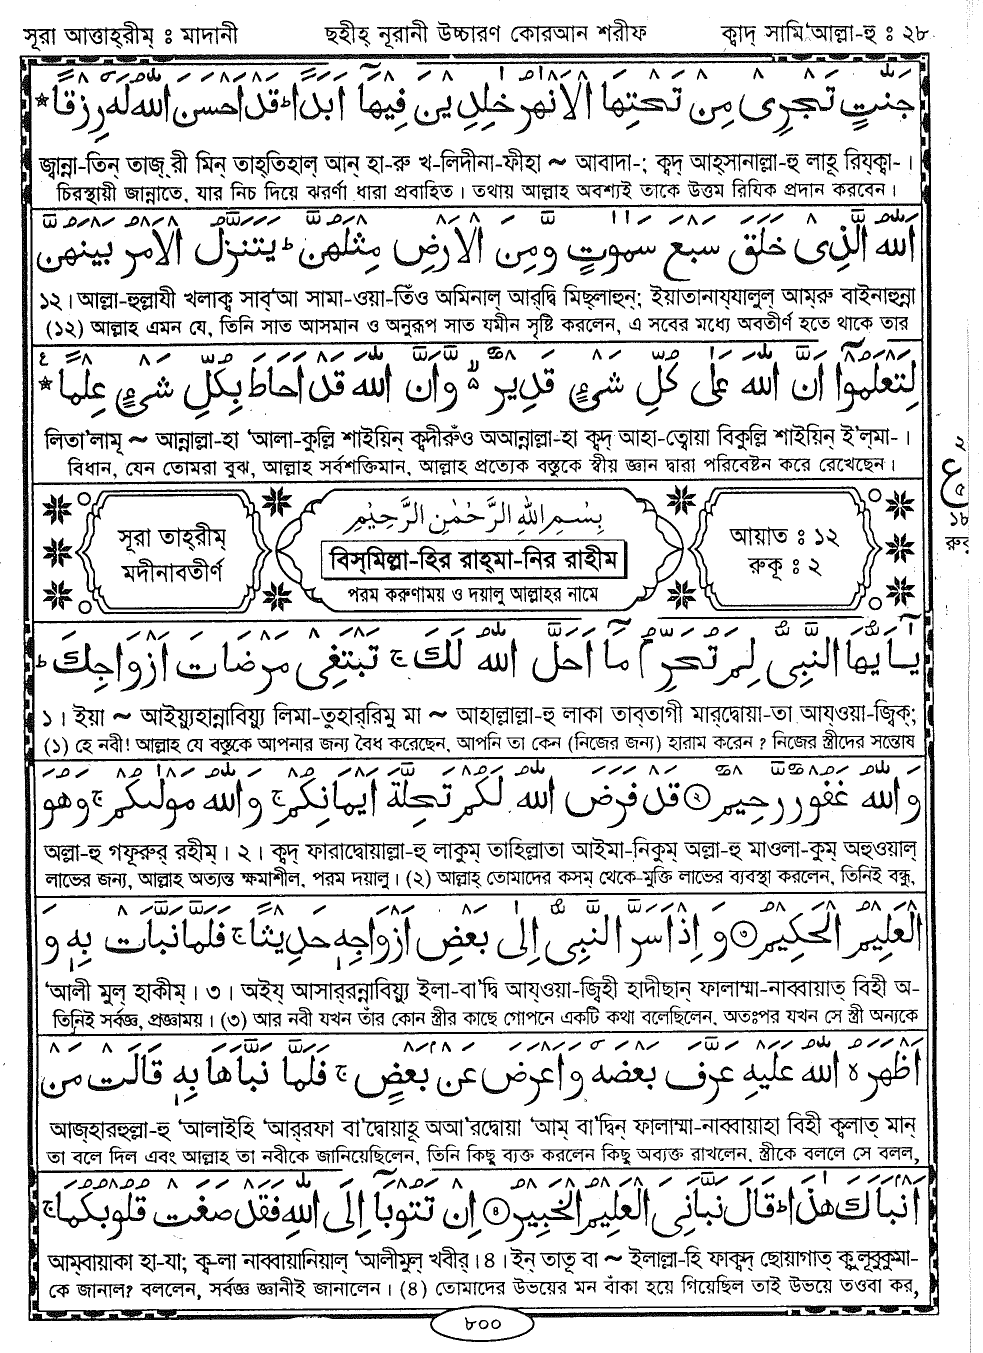 সূরা আত্তাহ্‌রীম্ ঃ মাদানী ছহীহ্ নূরানী উচ্চারণ কোরআন শরীফ ক্বাদ্ সামি'আল্লা-হু ঃ ২৮
جَنّٰتٍ تَجْرِیْ مِنْ تَحْتِهَا الْاَنْهٰرُ خٰلِدِیْنَ فِیْهَاۤ اَبَدًا ؕ قَدْ اَحْسَنَ اللّٰهُ لَهٗ رِزْقًا
জ্বান্না-তিন্ তাজ্‌রী মিন্ তাহ্‌তিহাল্ আন্ হা-রু খ-লিদীনা-ফীহা ~ আবাদা-; ক্বদ্ আহ্‌সানাল্লা-হু লাহূ রিয্‌ক্বা-।
চিরস্থায়ী জান্নাতে, যার নিচ দিয়ে ঝর্ণা ধারা প্রবাহিত। তথায় আল্লাহ অবশ্যই তাকে উত্তম রিযিক প্রদান করবেন।
اَللّٰهُ الَّذِیْ خَلَقَ سَبْعَ سَمٰوٰتٍ وَّمِنَ الْاَرْضِ مِثْلَهُنَّ ؕ یَتَنَزَّلُ الْاَمْرُ بَیْنَهُنَّ
১২। আল্লা-হুল্লাযী খলাক্ব সাব্'আ সামা-ওয়া-তিঁও অমিনাল্ আর্‌দ্বি মিছ্‌লাহুন্; ইয়াতানায্‌যালুল্ আম্‌রু বাইনাহুন্না
(১২) আল্লাহ এমন যে, তিনি সাত আসমান ও অনুরূপ সাত যমীন সৃষ্টি করলেন, এ সবের মধ্যে অবতীর্ণ হতে থাকে তার
لِتَعْلَمُوْۤا اَنَّ اللّٰهَ عَلٰی كُلِّ شَیْءٍ قَدِیْرٌ ۙ وَّاَنَّ اللّٰهَ قَدْ اَحَاطَ بِكُلِّ شَیْءٍ عِلْمًا
লিতা'লামূ ~ আন্নাল্লা-হা 'আলা-কুল্লি শাইয়িন্ ক্বদীরুঁও অআন্নাল্লা-হা ক্বদ্ আহা-ত্বোয়া বিকুল্লি শাইয়িন্ ই'ল্‌মা-।
বিধান, যেন তোমরা বুঝ, আল্লাহ সর্বশক্তিমান, আল্লাহ প্রত্যেক বস্তুকে স্বীয় জ্ঞান দ্বারা পরিবেষ্টন করে রেখেছেন।
২
ع
৫
১৮
রুকূ
সূরা তাহ্‌রীম্
মদীনাবতীর্ণ
بِسْمِ اللّٰهِ الرَّحْمٰنِ الرَّحِیْمِ
বিস্‌মিল্লা-হির রাহ্‌মা-নির রাহীম
পরম করুণাময় ও দয়ালু আল্লাহর নামে
আয়াত ঃ ১২
রুকূ ঃ ২
یٰۤاَیُّهَا النَّبِیُّ لِمَ تُحَرِّمُ مَاۤ اَحَلَّ اللّٰهُ لَكَ ۚ تَبْتَغِیْ مَرْضَاتَ اَزْوَاجِكَ ؕ
১। ইয়া ~ আইয়্যুহান্নাবিয়্যু লিমা-তুহার্‌রিমু মা ~ আহাল্লাল্লা-হু লাকা তাব্‌তাগী মার্‌দ্বোয়া-তা আয্‌ওয়া-জ্বিক্;
(১) হে নবী! আল্লাহ যে বস্তুকে আপনার জন্য বৈধ করেছেন, আপনি তা কেন (নিজের জন্য) হারাম করেন? নিজের স্ত্রীদের সন্তোষ
وَاللّٰهُ غَفُوْرٌ رَّحِیْمٌ ﴿۱﴾ قَدْ فَرَضَ اللّٰهُ لَكُمْ تَحِلَّةَ اَیْمَانِكُمْ ۚ وَاللّٰهُ مَوْلٰىكُمْ ۚ وَهُوَ
অল্লা-হু গফূরুর্ রহীম্। ২। ক্বদ্ ফারাদ্বোয়াল্লা-হু লাকুম্ তাহিল্লাতা আইমা-নিকুম্ অল্লা-হু মাওলা-কুম্ অহুওয়াল্
লাভের জন্য, আল্লাহ অত্যন্ত ক্ষমাশীল, পরম দয়ালু। (২) আল্লাহ তোমাদের কসম থেকে-মুক্তি লাভের ব্যবস্থা করলেন, তিনিই বন্ধু,
الْعَلِیْمُ الْحَكِیْمُ ﴿۲﴾ وَاِذْ اَسَرَّ النَّبِیُّ اِلٰی بَعْضِ اَزْوَاجِهٖ حَدِیْثًا ۚ فَلَمَّا نَبَّاَتْ بِهٖ وَ
'আলী মুল্ হাকীম্। ৩। অইয্ আসার্‌রন্নাবিয়্যু ইলা-বা'দ্বি আয্‌ওয়া-জ্বিহী হাদীছান্ ফালাম্মা-নাব্বায়াত্ বিহী অ-
তিনিই সর্বজ্ঞ, প্রজ্ঞাময়। (৩) আর নবী যখন তাঁর কোন স্ত্রীর কাছে গোপনে একটি কথা বলেছিলেন, অতঃপর যখন সে স্ত্রী অন্যকে
اَظْهَرَهُ اللّٰهُ عَلَیْهِ عَرَّفَ بَعْضَهٗ وَاَعْرَضَ عَنْۢ بَعْضٍ ۚ فَلَمَّا نَبَّاَهَا بِهٖ قَالَتْ مَنْ
আজ্‌হারহুল্লা-হু 'আলাইহি 'আর্‌রফা বা'দ্বোয়াহূ অআ'রদ্বোয়া 'আম্ বা'দ্বিন্ ফালাম্মা-নাব্বায়াহা বিহী ক্বলাত্ মান্
তা বলে দিল এবং আল্লাহ তা নবীকে জানিয়েছিলেন, তিনি কিছু ব্যক্ত করলেন কিছু অব্যক্ত রাখলেন, স্ত্রীকে বললে সে বলল,
اَنْۢبَاَكَ هٰذَا ؕ قَالَ نَبَّاَنِیَ الْعَلِیْمُ الْخَبِیْرُ ﴿۳﴾ اِنْ تَتُوْبَاۤ اِلَی اللّٰهِ فَقَدْ صَغَتْ قُلُوْبُكُمَا ۚ
আম্‌বায়াকা হা-যা; ক্ব-লা নাব্বায়ানিয়াল্ 'আলীমুল্ খবীর্। ৪। ইন্ তাতূ বা ~ ইলাল্লা-হি ফাক্বদ্ ছোয়াগাত্ কু লূবুকুমা-
কে জানাল? বললেন, সর্বজ্ঞ জ্ঞানীই জানালেন। (৪) তোমাদের উভয়ের মন বাঁকা হয়ে গিয়েছিল তাই উভয়ে তওবা কর,
৮০০